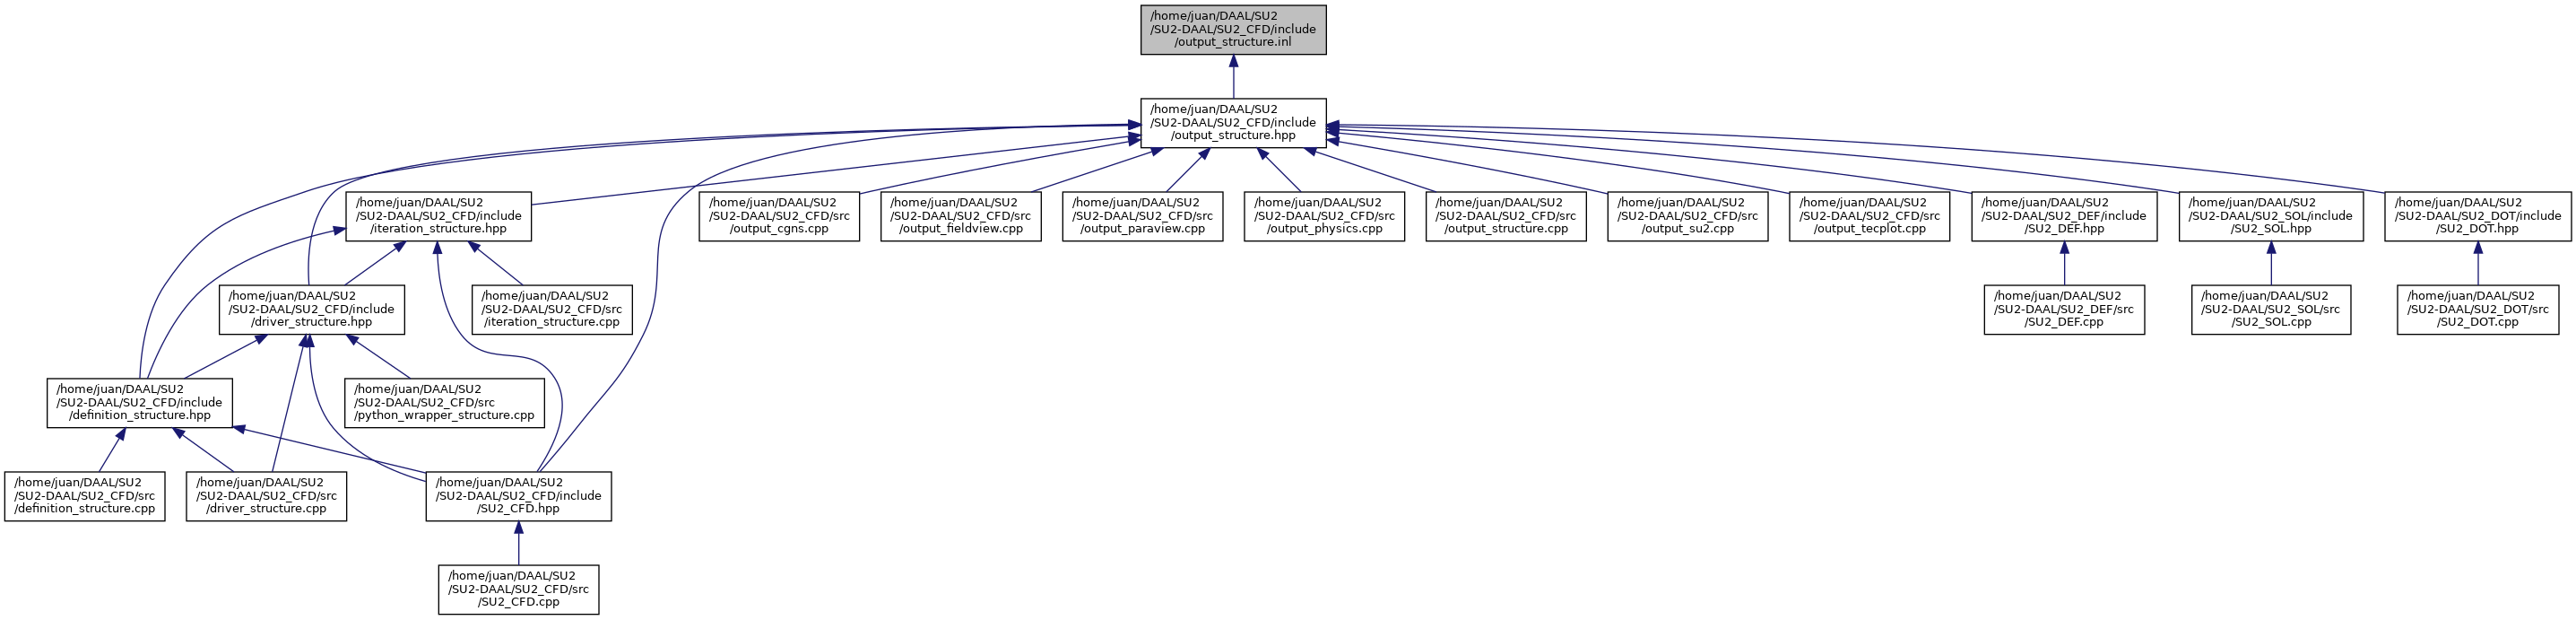 /home/juan/DAAL/SU2
/SU2-DAAL/SU2_CFD/include
/output_structure.inl
/home/juan/DAAL/SU2
/SU2-DAAL/SU2_CFD/include
/output_structure.hpp
/home/juan/DAAL/SU2
/SU2-DAAL/SU2_CFD/include
/iteration_structure.hpp
/home/juan/DAAL/SU2
/SU2-DAAL/SU2_CFD/src
/output_cgns.cpp
/home/juan/DAAL/SU2
/SU2-DAAL/SU2_CFD/src
/output_fieldview.cpp
/home/juan/DAAL/SU2
/SU2-DAAL/SU2_CFD/src
/output_paraview.cpp
/home/juan/DAAL/SU2
/SU2-DAAL/SU2_CFD/src
/output_physics.cpp
/home/juan/DAAL/SU2
/SU2-DAAL/SU2_CFD/src
/output_structure.cpp
/home/juan/DAAL/SU2
/SU2-DAAL/SU2_CFD/src
/output_su2.cpp
/home/juan/DAAL/SU2
/SU2-DAAL/SU2_CFD/src
/output_tecplot.cpp
/home/juan/DAAL/SU2
/SU2-DAAL/SU2_DEF/include
/SU2_DEF.hpp
/home/juan/DAAL/SU2
/SU2-DAAL/SU2_SOL/include
/SU2_SOL.hpp
/home/juan/DAAL/SU2
/SU2-DAAL/SU2_DOT/include
/SU2_DOT.hpp
/home/juan/DAAL/SU2
/SU2-DAAL/SU2_CFD/include
/driver_structure.hpp
/home/juan/DAAL/SU2
/SU2-DAAL/SU2_CFD/src
/iteration_structure.cpp
/home/juan/DAAL/SU2
/SU2-DAAL/SU2_DEF/src
/SU2_DEF.cpp
/home/juan/DAAL/SU2
/SU2-DAAL/SU2_SOL/src
/SU2_SOL.cpp
/home/juan/DAAL/SU2
/SU2-DAAL/SU2_DOT/src
/SU2_DOT.cpp
/home/juan/DAAL/SU2
/SU2-DAAL/SU2_CFD/include
/definition_structure.hpp
/home/juan/DAAL/SU2
/SU2-DAAL/SU2_CFD/src
/python_wrapper_structure.cpp
/home/juan/DAAL/SU2
/SU2-DAAL/SU2_CFD/src
/definition_structure.cpp
/home/juan/DAAL/SU2
/SU2-DAAL/SU2_CFD/src
/driver_structure.cpp
/home/juan/DAAL/SU2
/SU2-DAAL/SU2_CFD/include
/SU2_CFD.hpp
/home/juan/DAAL/SU2
/SU2-DAAL/SU2_CFD/src
/SU2_CFD.cpp